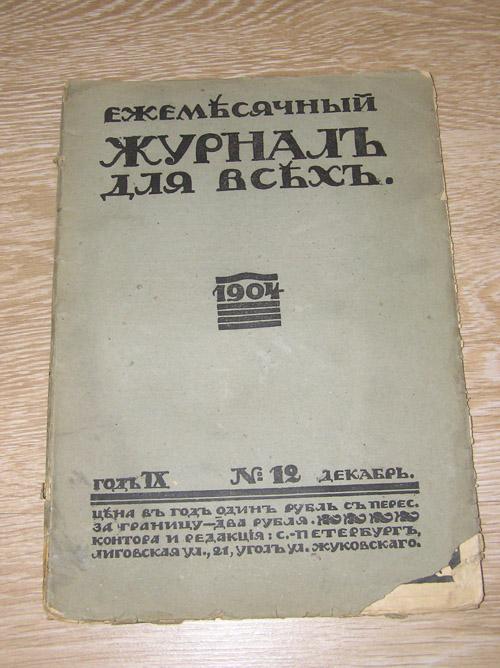 ЕЖЕМѢСЯЧНЫЙ
ЖУРНАЛЪ
ДЛЯ ВСѢХЪ.
1904
ГОДЪ IX № 12 ДЕКАБРЬ.
ЦѢНА ВЪ ГОДЪ ОДИНЪ РУБЛЬ СЪ ПЕРЕС.
ЗА ГРАНИЦУ—ДВА РУБЛЯ.
КОНТОРА И РЕДАКЦІЯ: С.-ПЕТЕРБУРГЪ,
ЛИГОВСКАЯ УЛ., 21, УГОЛЪ УЛ. ЖУКОВСКАГО.